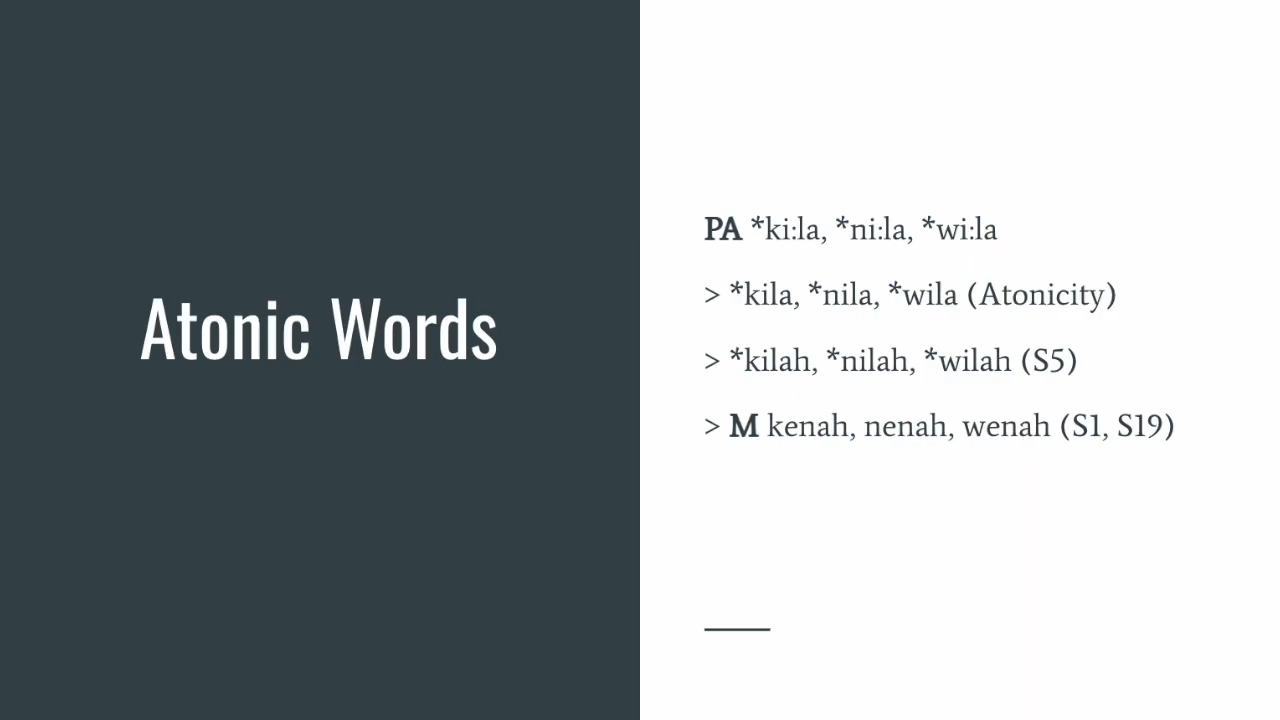 Atonic Words
PA *ki:la, *ni:la, *wi:la
> *kila, *nila, *wila (Atonicity)
> *kilah, *nilah, *wilah (S5)
> M kenah, nenah, wenah (S1, S19)